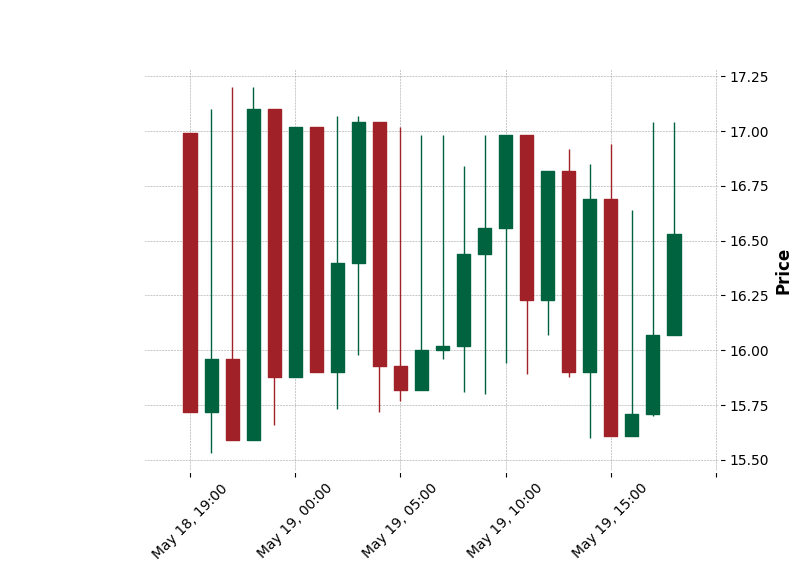 17.25
17.00
16.75
16.50
16.25
16.00
15.75
15.50
Price
May 18, 19:00
May 19, 00:00
May 19, 05:00
May 19, 10:00
May 19, 15:00